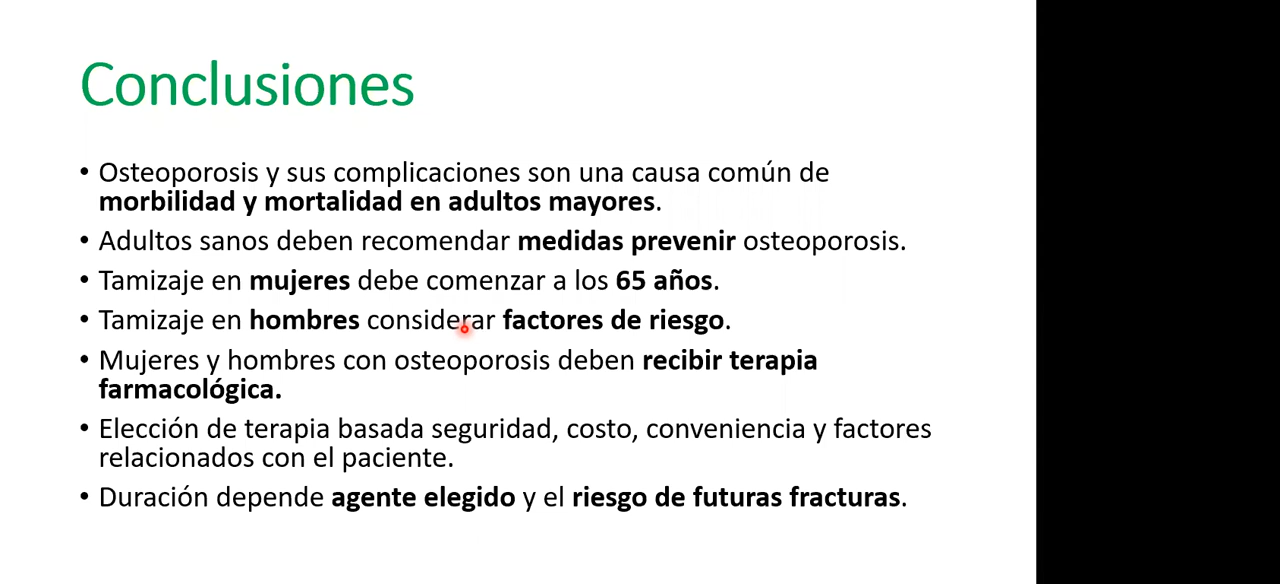 Conclusiones
• Osteoporosis y sus complicaciones son una causa común de
morbilidad y mortalidad en adultos mayores.
• Adultos sanos deben recomendar medidas prevenir osteoporosis.
• Tamizaje en mujeres debe comenzar a los 65 años.
• Tamizaje en hombres considerar factores de riesgo.
• Mujeres y hombres con osteoporosis deben recibir terapia
farmacológica.
• Elección de terapia basada seguridad, costo, conveniencia y factores
relacionados con el paciente.
• Duración depende agente elegido y el riesgo de futuras fracturas.